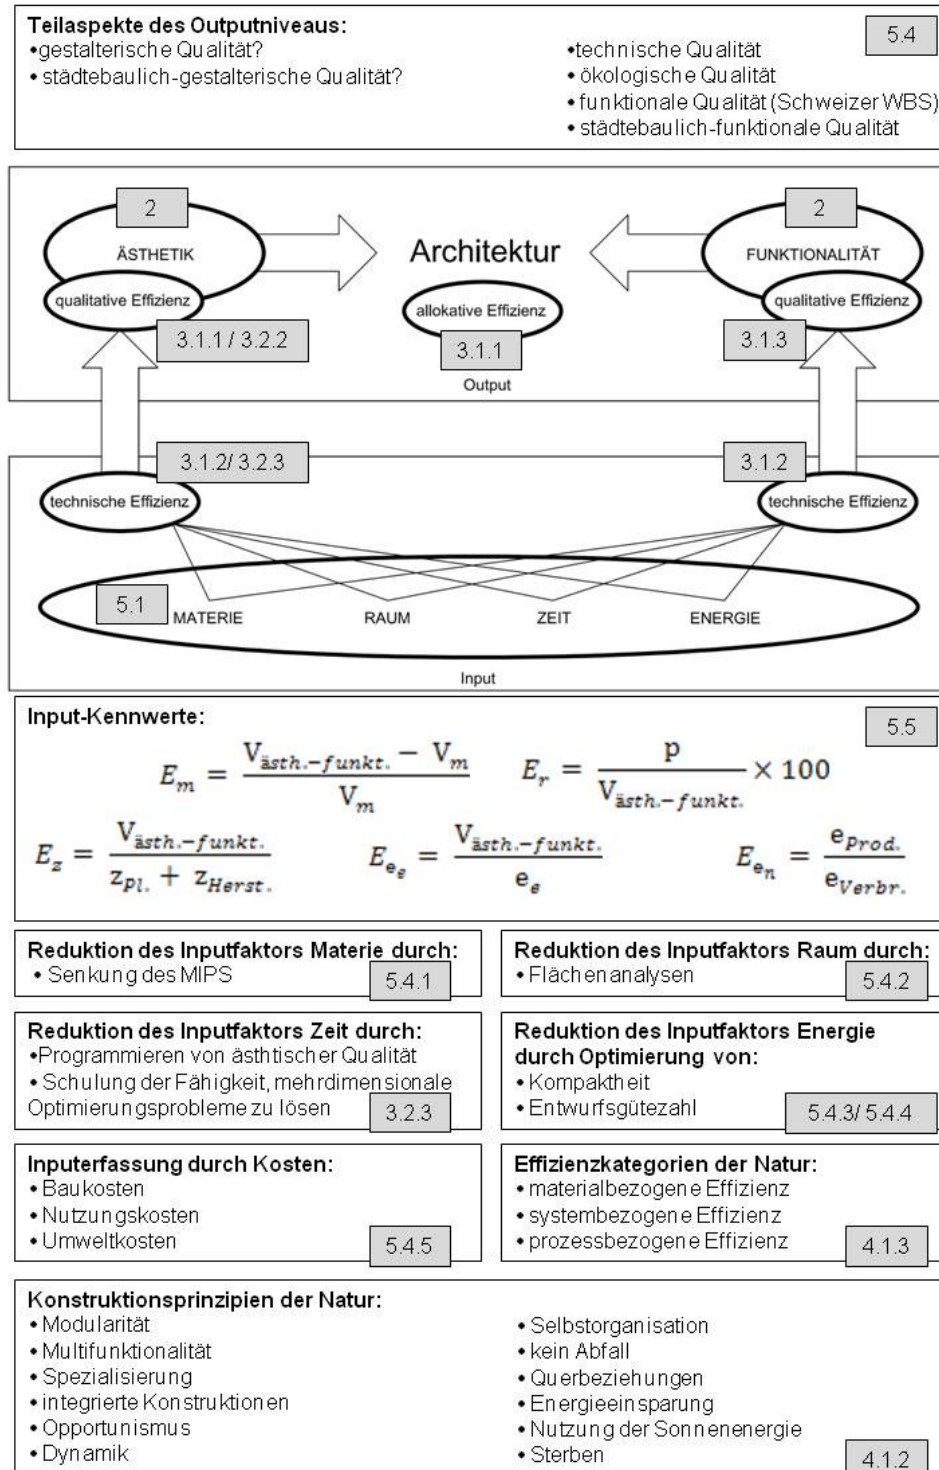 Teilaspekte des Outputniveaus:
5.4
•gestalterische Qualität?
• städtebaulich-gestalterische Qualität?
•technische Qualität
• ökologische Qualität
• funktionale Qualität (Schweizer WBS)
• städtebaulich-funktionale Qualität
2
ÄSTHETIK
qualitative Effizienz
3.1.1 / 3.2.2
Architektur
allokative Effizienz
3.1.1
Output
2
FUNKTIONALITÄT
qualitative Effizienz
3.1.3
3.1.2/ 3.2.3
technische Effizienz
3.1.2
technische Effizienz
5.1
MATERIE RAUM ZEIT ENERGIE
Input
Input-Kennwerte:
5.5
E_m = (V_ästh.-funkt. − V_m) / V_m
E_r = p / V_ästh.-funkt. × 100
E_z = V_ästh.-funkt. / (z_Pl. + z_Herst.)
E_e_e = V_ästh.-funkt. / e_e
E_e_n = e_Prod. / e_Verbr.
Reduktion des Inputfaktors Materie durch:
• Senkung des MIPS
5.4.1
Reduktion des Inputfaktors Raum durch:
• Flächenanalysen
5.4.2
Reduktion des Inputfaktors Zeit durch:
•Programmieren von ästhtischer Qualität
• Schulung der Fähigkeit, mehrdimensionale
Optimierungsprobleme zu lösen
3.2.3
Reduktion des Inputfaktors Energie
durch Optimierung von:
• Kompaktheit
• Entwurfsgütezahl
5.4.3/ 5.4.4
Inputerfassung durch Kosten:
• Baukosten
• Nutzungskosten
• Umweltkosten
5.4.5
Effizienzkategorien der Natur:
• materialbezogene Effizienz
• systembezogene Effizienz
• prozessbezogene Effizienz
4.1.3
Konstruktionsprinzipien der Natur:
• Modularität
• Multifunktionalität
• Spezialisierung
• integrierte Konstruktionen
• Opportunismus
• Dynamik
• Selbstorganisation
• kein Abfall
• Querbeziehungen
• Energieeinsparung
• Nutzung der Sonnenenergie
• Sterben
4.1.2